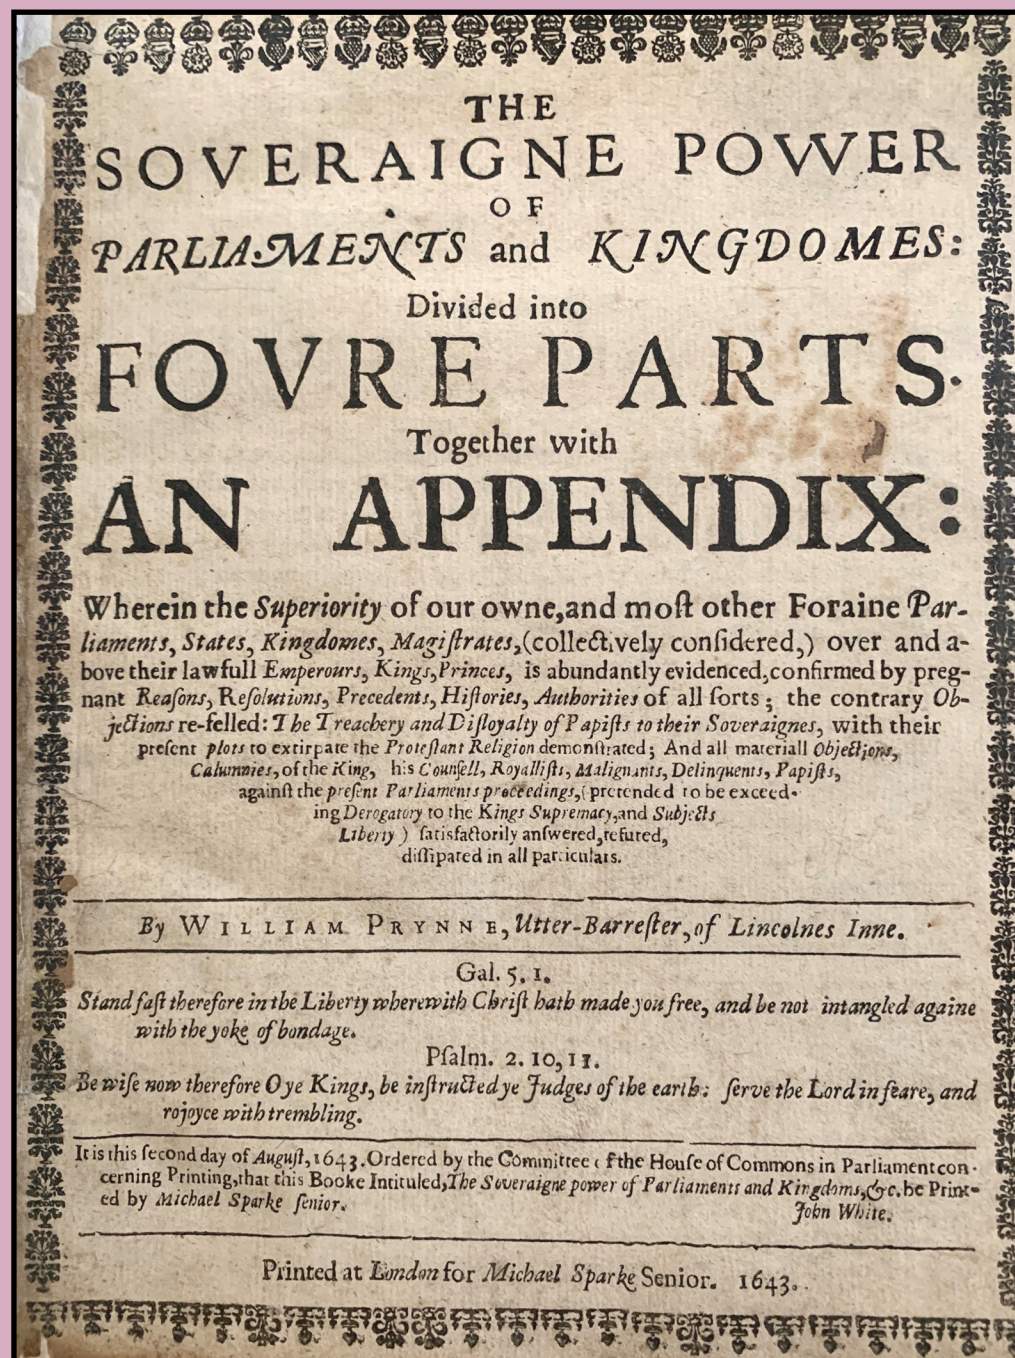 THE
SOVERAIGNE POVVER
OF
PARLIAMENTS and KINGDOMES:
Divided into
FOVRE PARTS.
Together with
AN APPENDIX:
Wherein the Superiority of our owne, and moſt other Foraine Par-
liaments, States, Kingdomes, Magiſtrates, (collectively conſidered,) over and a-
bove their lawfull Emperours, Kings, Princes, is abundantly evidenced, confirmed by preg-
nant Reaſons, Reſolutions, Precedents, Hiſtories, Authorities of all ſorts; the contrary Ob-
jections re-felled: The Treachery and Diſloyalty of Papiſts to their Soveraignes, with their
preſent plots to extirpate the Proteſtant Religion demonſtrated; And all materiall Objections,
Calumnies, of the King, his Counſell, Royalliſts, Malignants, Delinquents, Papiſts,
againſt the preſent Parliaments proceedings, (pretended to be exceed-
ing Derogatory to the Kings Supremacy, and Subjects
Liberty) ſatisfactorily anſwered, refuted,
diſſipated in all particulars.
By WILLIAM PRYNNE, Utter-Barreſter, of Lincolnes Inne.
Gal. 5. 1.
Stand faſt therefore in the Liberty wherewith Chriſt hath made you free, and be not intangled againe
with the yoke of bondage.
Pſalm. 2. 10, 11.
Be wiſe now therefore O ye Kings, be inſtructed ye Judges of the earth: ſerve the Lord in feare, and
rojoyce with trembling.
It is this ſecond day of Auguſt, 1643. Ordered by the Committee of the Houſe of Commons in Parliament con-
cerning Printing, that this Booke Intituled, The Soveraigne power of Parliaments and Kingdoms, &c. be Print-
ed by Michael Sparke ſenior.
John White.
Printed at London for Michael Sparke Senior. 1643.